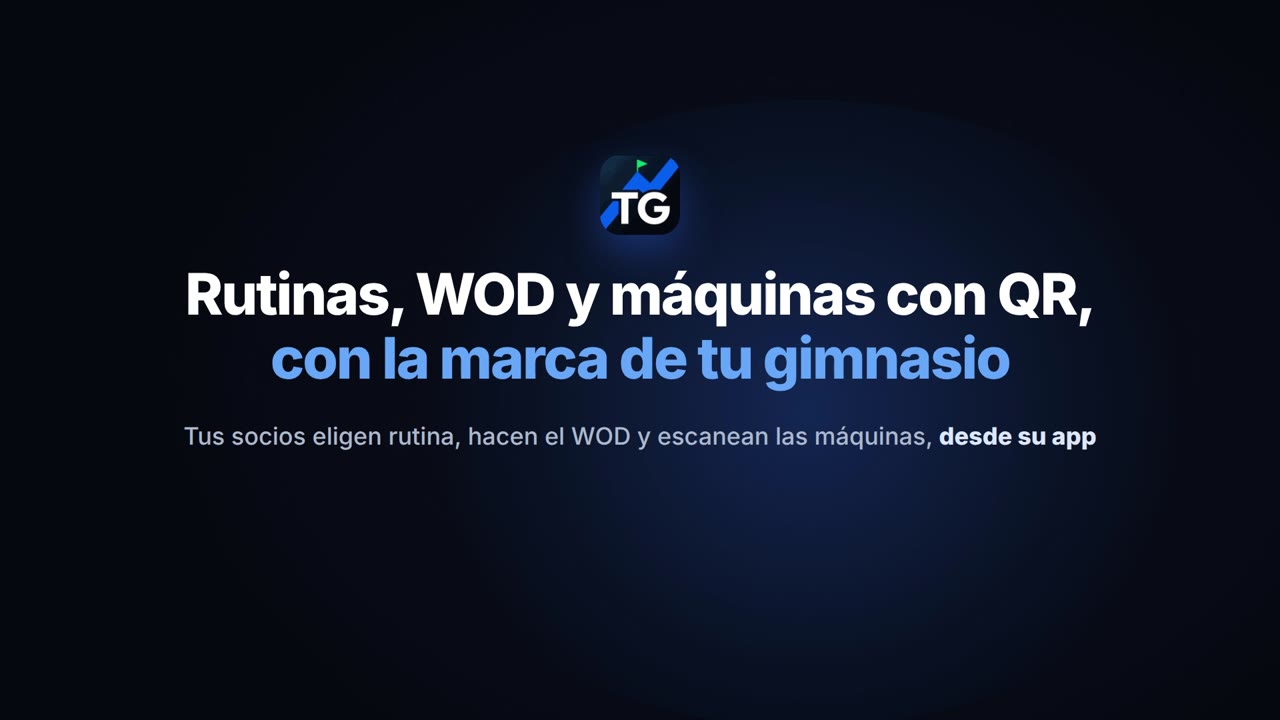 TG
Rutinas, WOD y máquinas con QR,
con la marca de tu gimnasio
Tus socios eligen rutina, hacen el WOD y escanean las máquinas, desde su app